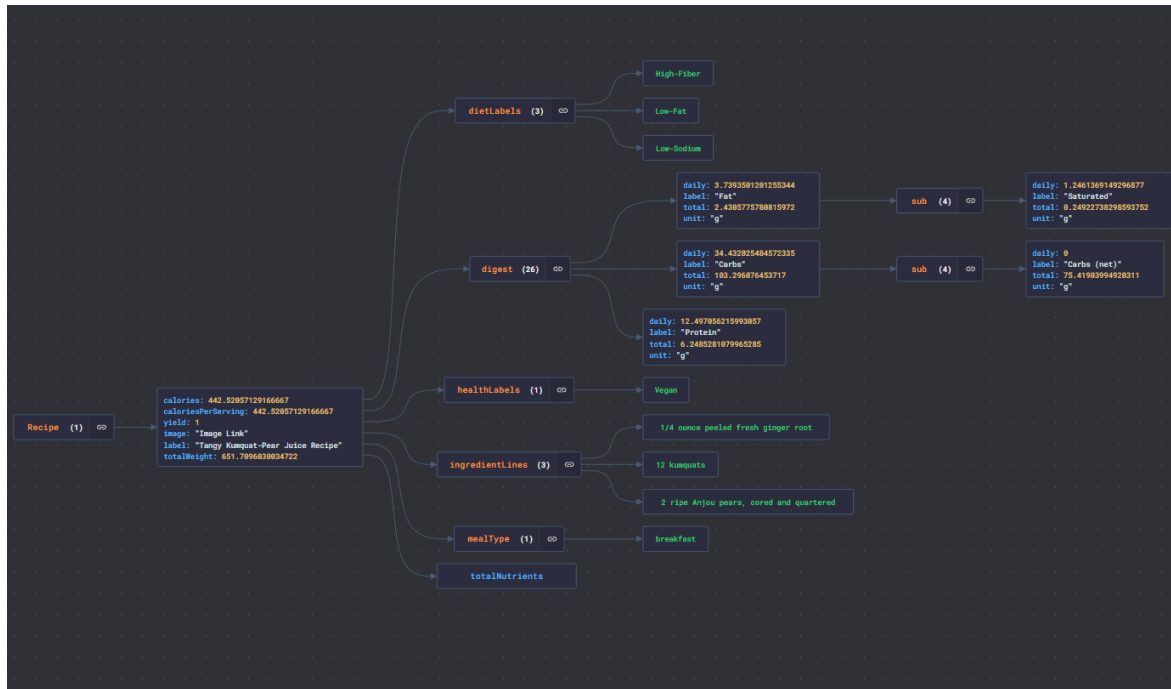 High-Fiber
dietLabels (3)
Low-Fat
Low-Sodium
daily: 3.7393501201255344
label: "Fat"
total: 2.4305775780815972
unit: "g"
sub (4)
daily: 1.2461369149296877
label: "Saturated"
total: 0.24922738298593752
unit: "g"
digest (26)
daily: 34.432025484572335
label: "Carbs"
total: 103.296076453717
unit: "g"
sub (4)
daily: 0
label: "Carbs (net)"
total: 75.41903994920311
unit: "g"
daily: 12.497056215993057
label: "Protein"
total: 6.2485281079965285
unit: "g"
healthLabels (1)
Vegan
Recipe (1)
calories: 442.52057129166667
caloriesPerServing: 442.52057129166667
yield: 1
image: "Image Link"
label: "Tangy Kumquat-Pear Juice Recipe"
totalWeight: 651.7096038034722
1/4 ounce peeled fresh ginger root
ingredientLines (3)
12 kumquats
2 ripe Anjou pears, cored and quartered
mealType (1)
breakfast
totalNutrients